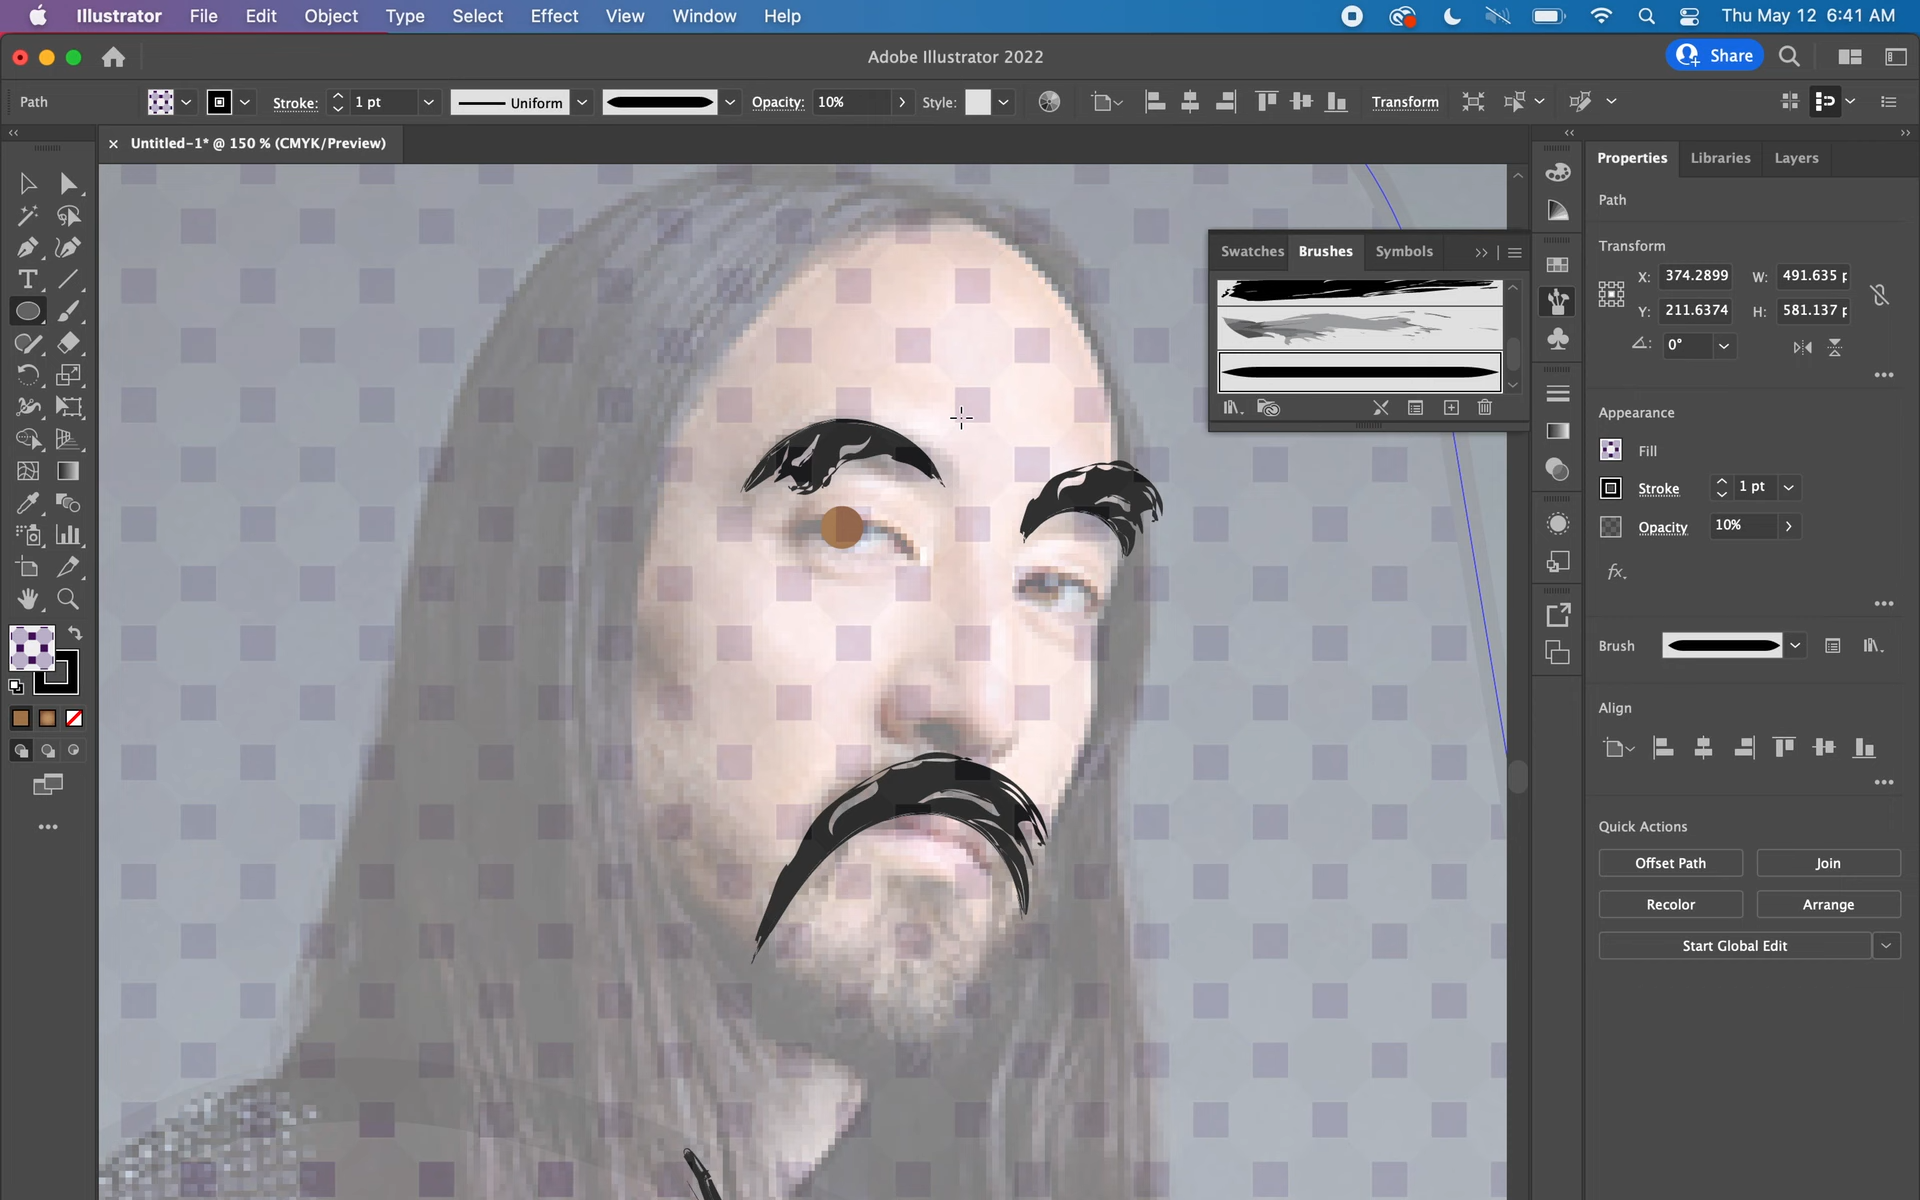 Illustrator File Edit Object Type Select Effect View Window Help Thu May 12 6:41 AM
Adobe Illustrator 2022 Share
Path Stroke: 1 pt Uniform Opacity: 10% Style: Transform
× Untitled-1* @ 150 % (CMYK/Preview)
Properties Libraries Layers
Path
Transform
X: 374.2899 W: 491.635 p
Y: 211.6374 H: 581.137 p
0°
Swatches Brushes Symbols
Appearance
Fill
Stroke 1 pt
Opacity 10%
fx.
Brush
Align
Quick Actions
Offset Path Join
Recolor Arrange
Start Global Edit